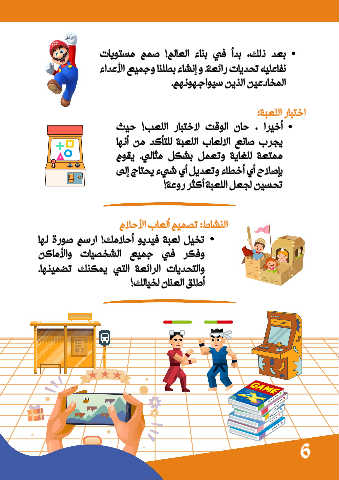 • بعد ذلك، بدأ في بناء العالم! صمم مستويات
تفاعلية تحديات رائعة، وإنشاء بطلنا وجميع الأعداء
المخادعين الذين سيواجهونهم.
اختبار اللعبة:
• أخيرا ، حان الوقت لاختبار اللعب! حيث
يجرب صانع الالعاب اللعبة للتأكد من أنها
ممتعة للغاية وتعمل بشكل مثالي. يقوم
بإصلاح أي أخطاء وتعديل أي شيء يحتاج إلى
تحسين لجعل اللعبة أكثر روعة!
النشاط: تصميم ألعاب الأحلام
• تخيل لعبة فيديو أحلامك! ارسم صورة لها
وفكر في جميع الشخصيات والأماكن
والتحديات الرائعة التي يمكنك تضمينها.
أطلق العنان لخيالك!
GAME
6